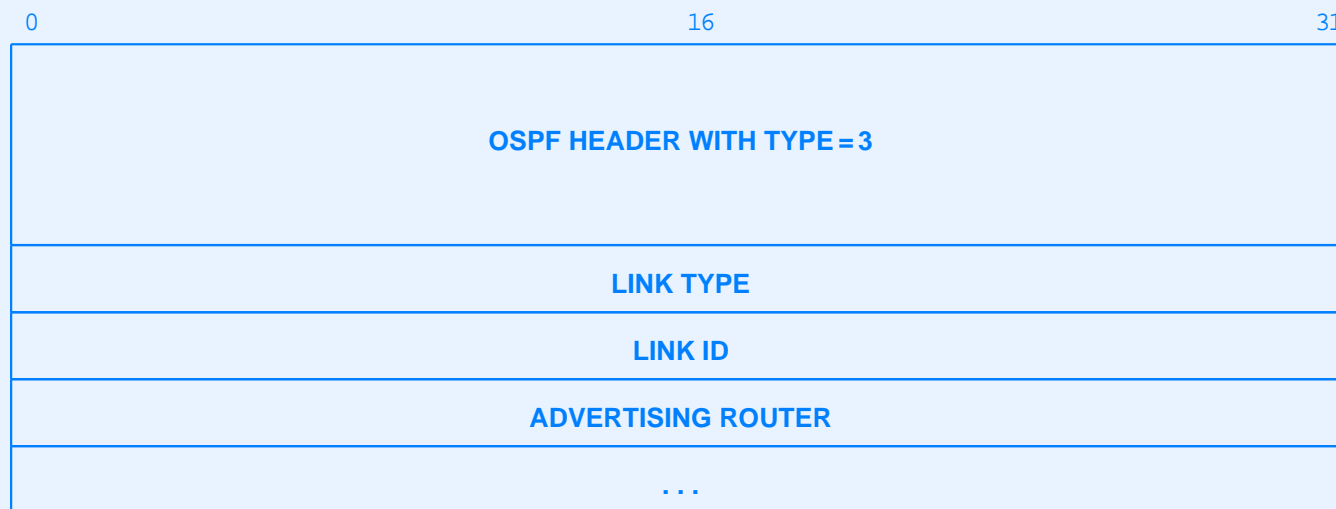 0 16 31
OSPF HEADER WITH TYPE = 3
LINK TYPE
LINK ID
ADVERTISING ROUTER
. . .